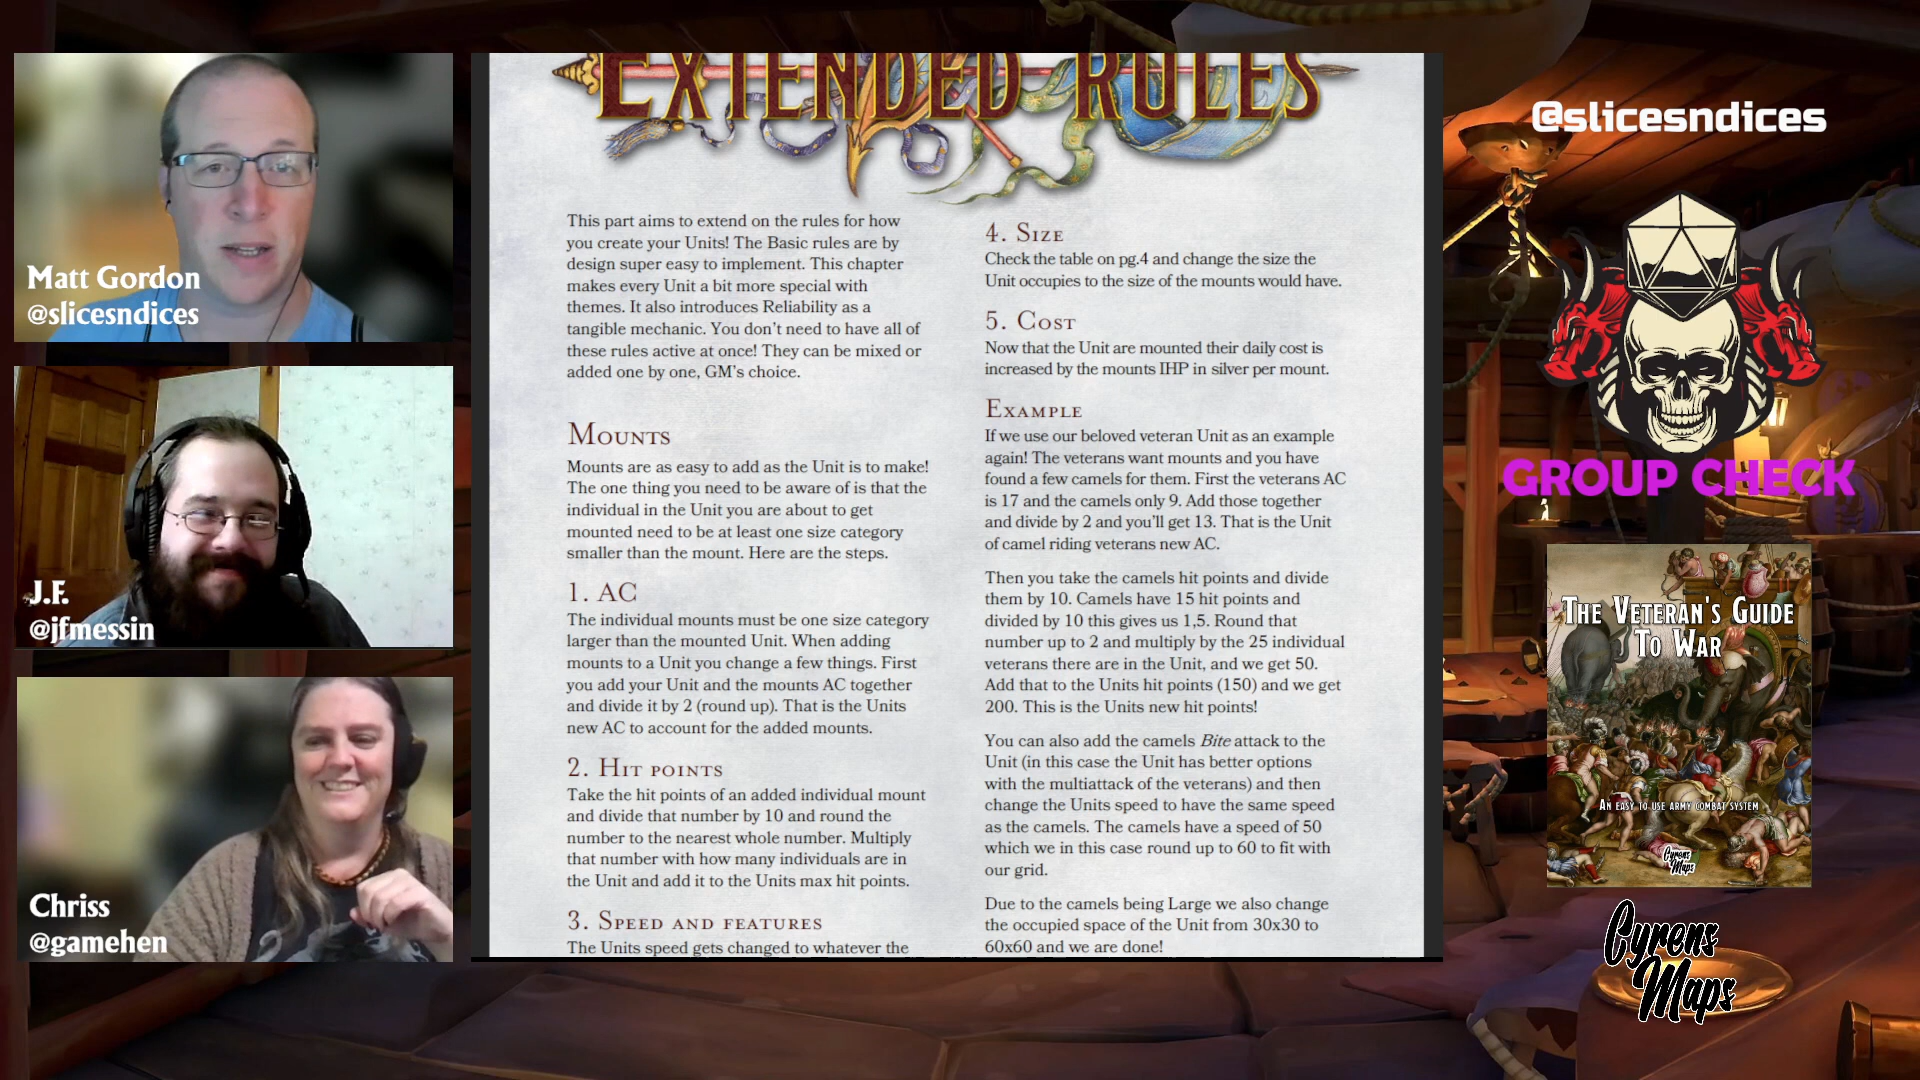 Matt Gordon
@slicesndices
J.F.
@jfmessin
Chriss
@gamehen
EXTENDED RULES
This part aims to extend on the rules for how
you create your Units! The Basic rules are by
design super easy to implement. This chapter
makes every Unit a bit more special with
themes. It also introduces Reliability as a
tangible mechanic. You don't need to have all of
these rules active at once! They can be mixed or
added one by one, GM's choice.
MOUNTS
Mounts are as easy to add as the Unit is to make!
The one thing you need to be aware of is that the
individual in the Unit you are about to get
mounted need to be at least one size category
smaller than the mount. Here are the steps.
1. AC
The individual mounts must be one size category
larger than the mounted Unit. When adding
mounts to a Unit you change a few things. First
you add your Unit and the mounts AC together
and divide it by 2 (round up). That is the Units
new AC to account for the added mounts.
2. HIT POINTS
Take the hit points of an added individual mount
and divide that number by 10 and round the
number to the nearest whole number. Multiply
that number with how many individuals are in
the Unit and add it to the Units max hit points.
3. SPEED AND FEATURES
The Units speed gets changed to whatever the
4. SIZE
Check the table on pg.4 and change the size the
Unit occupies to the size of the mounts would have.
5. COST
Now that the Unit are mounted their daily cost is
increased by the mounts IHP in silver per mount.
EXAMPLE
If we use our beloved veteran Unit as an example
again! The veterans want mounts and you have
found a few camels for them. First the veterans AC
is 17 and the camels only 9. Add those together
and divide by 2 and you'll get 13. That is the Unit
of camel riding veterans new AC.
Then you take the camels hit points and divide
them by 10. Camels have 15 hit points and
divided by 10 this gives us 1,5. Round that
number up to 2 and multiply by the 25 individual
veterans there are in the Unit, and we get 50.
Add that to the Units hit points (150) and we get
200. This is the Units new hit points!
You can also add the camels Bite attack to the
Unit (in this case the Unit has better options
with the multiattack of the veterans) and then
change the Units speed to have the same speed
as the camels. The camels have a speed of 50
which we in this case round up to 60 to fit with
our grid.
Due to the camels being Large we also change
the occupied space of the Unit from 30x30 to
60x60 and we are done!
@slicesndices
GROUP CHECK
THE VETERAN'S GUIDE
TO WAR
AN EASY TO USE ARMY COMBAT SYSTEM
Cyrens
Maps
Cyrens
Maps